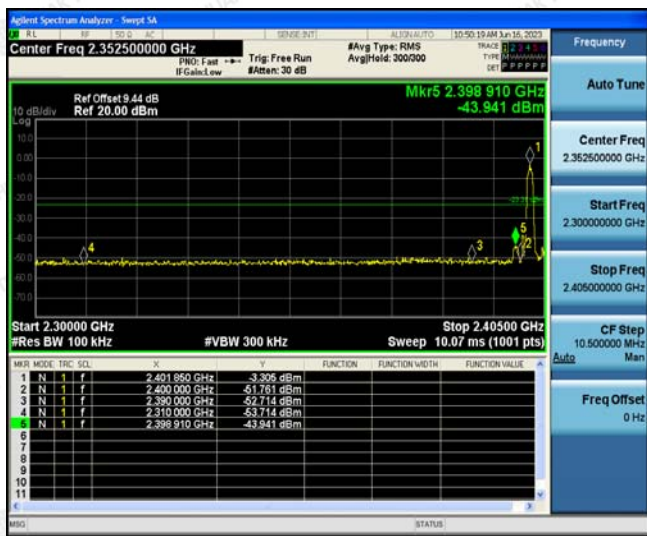 Agilent Spectrum Analyzer - Swept SA
RL RF 50 Ω AC SENSE:INT ALIGN AUTO 10:50:19 AM Jun 16, 2023
Center Freq 2.352500000 GHz
PNO: Fast
IFGain:Low
Trig: Free Run
#Atten: 30 dB
#Avg Type: RMS
Avg|Hold: 300/300
TRACE 1 2 3 4 5 6
TYPE
DET P P P P P P
Ref Offset 9.44 dB
Ref 20.00 dBm
Mkr5 2.398 910 GHz
-43.941 dBm
10 dB/div
Log
10.0
0.00
-10.0
-20.0
-30.0
-40.0
-50.0
-60.0
-70.0
1
5
2
3
4
Start 2.30000 GHz
Stop 2.40500 GHz
#Res BW 100 kHz
#VBW 300 kHz
Sweep 10.07 ms (1001 pts)
MKR MODE TRC SCL X Y FUNCTION FUNCTION WIDTH FUNCTION VALUE
1 N 1 f 2.401 850 GHz -3.305 dBm
2 N 1 f 2.400 000 GHz -51.761 dBm
3 N 1 f 2.390 000 GHz -52.714 dBm
4 N 1 f 2.310 000 GHz -53.714 dBm
5 N 1 f 2.398 910 GHz -43.941 dBm
6
7
8
9
10
11
MSG
STATUS
Frequency
Auto Tune
Center Freq
2.352500000 GHz
Start Freq
2.300000000 GHz
Stop Freq
2.405000000 GHz
CF Step
10.500000 MHz
Auto Man
Freq Offset
0 Hz